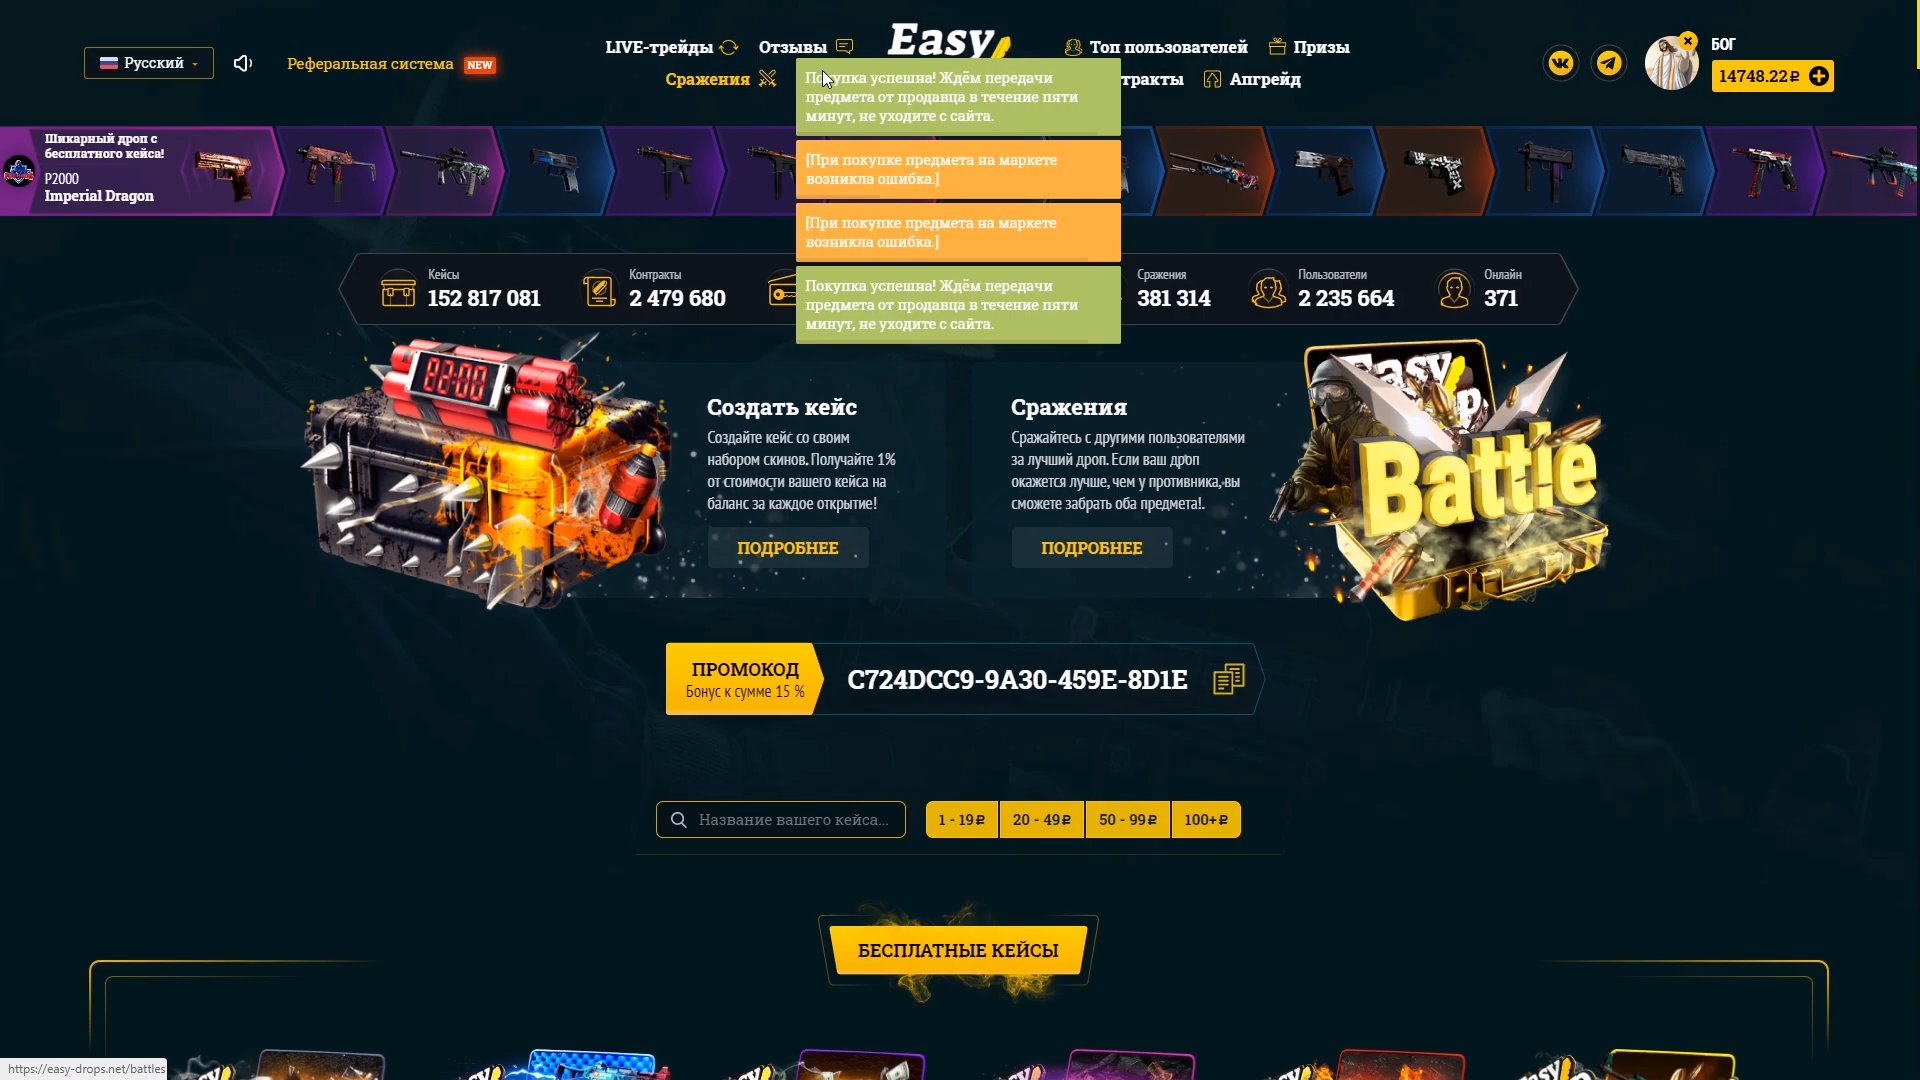 Русский
Реферальная система NEW
LIVE-трейды
Отзывы
Easy
Топ пользователей
Призы
Сражения
тракты
Апгрейд
БОГ
14748.22₽
Покупка успешна! Ждём передачи
предмета от продавца в течение пяти
минут, не уходите с сайта.
[При покупке предмета на маркете
возникла ошибка.]
[При покупке предмета на маркете
возникла ошибка.]
Покупка успешна! Ждём передачи
предмета от продавца в течение пяти
минут, не уходите с сайта.
Шикарный дроп с
бесплатного кейса!
P2000
Imperial Dragon
Кейсы
152 817 081
Контракты
2 479 680
Сражения
381 314
Пользователи
2 235 664
Онлайн
371
00:00
Создать кейс
Создайте кейс со своим
набором скинов. Получайте 1%
от стоимости вашего кейса на
баланс за каждое открытие!
ПОДРОБНЕЕ
Сражения
Сражайтесь с другими пользователями
за лучший дроп. Если ваш дроп
окажется лучше, чем у противника, вы
сможете забрать оба предмета!.
ПОДРОБНЕЕ
Easy
Battle
ПРОМОКОД
Бонус к сумме 15 %
C724DCC9-9A30-459E-8D1E
Название вашего кейса...
1 - 19₽
20 - 49₽
50 - 99₽
100+₽
БЕСПЛАТНЫЕ КЕЙСЫ
https://easy-drops.net/battles